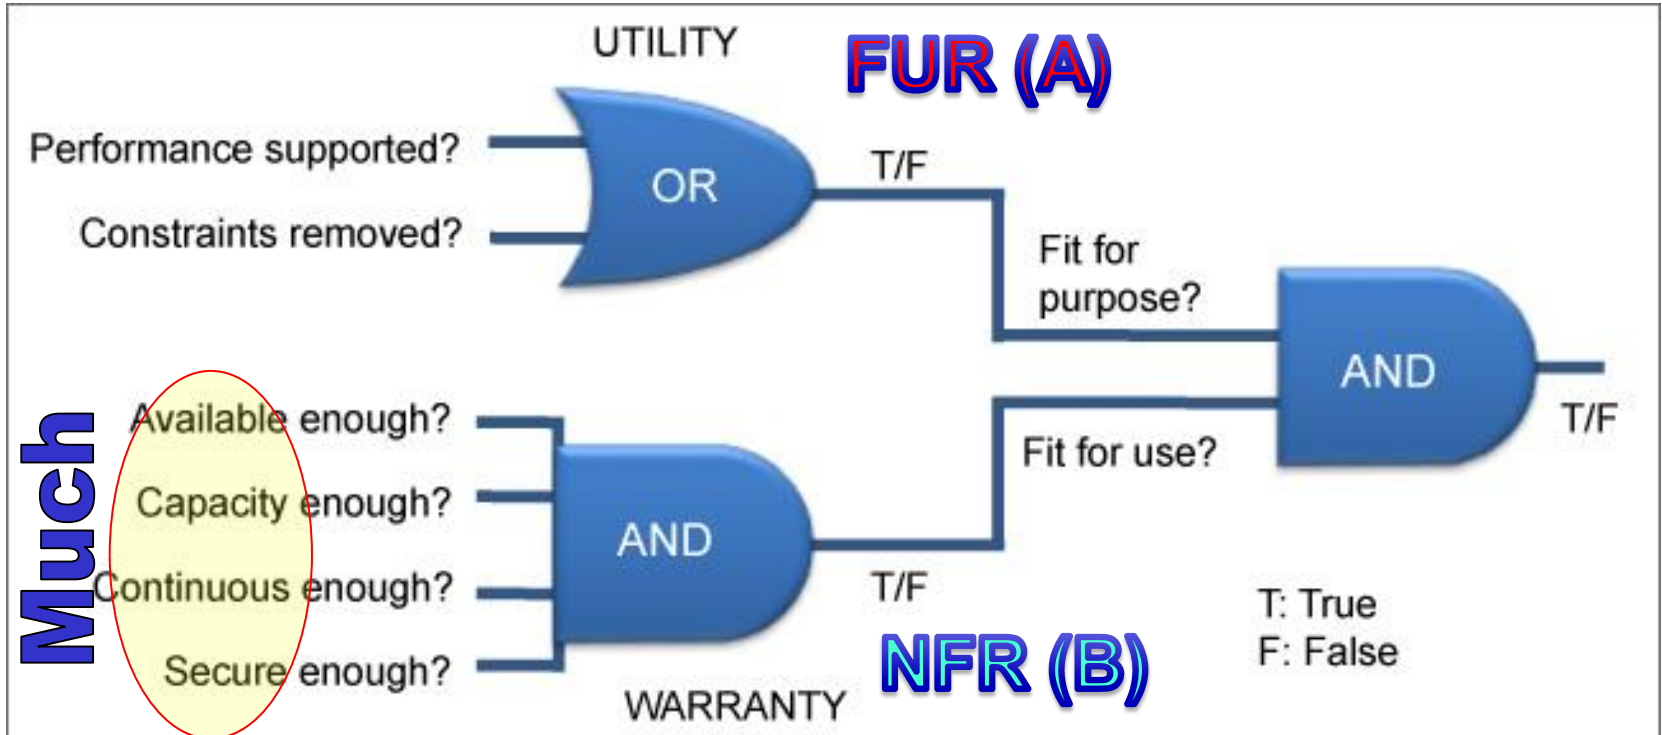 UTILITY
FUR (A)
Performance supported?
OR
T/F
Constraints removed?
Fit for
purpose?
AND
T/F
Much
Available enough?
Capacity enough?
Continuous enough?
Secure enough?
AND
Fit for use?
T/F
NFR (B)
WARRANTY
T: True
F: False